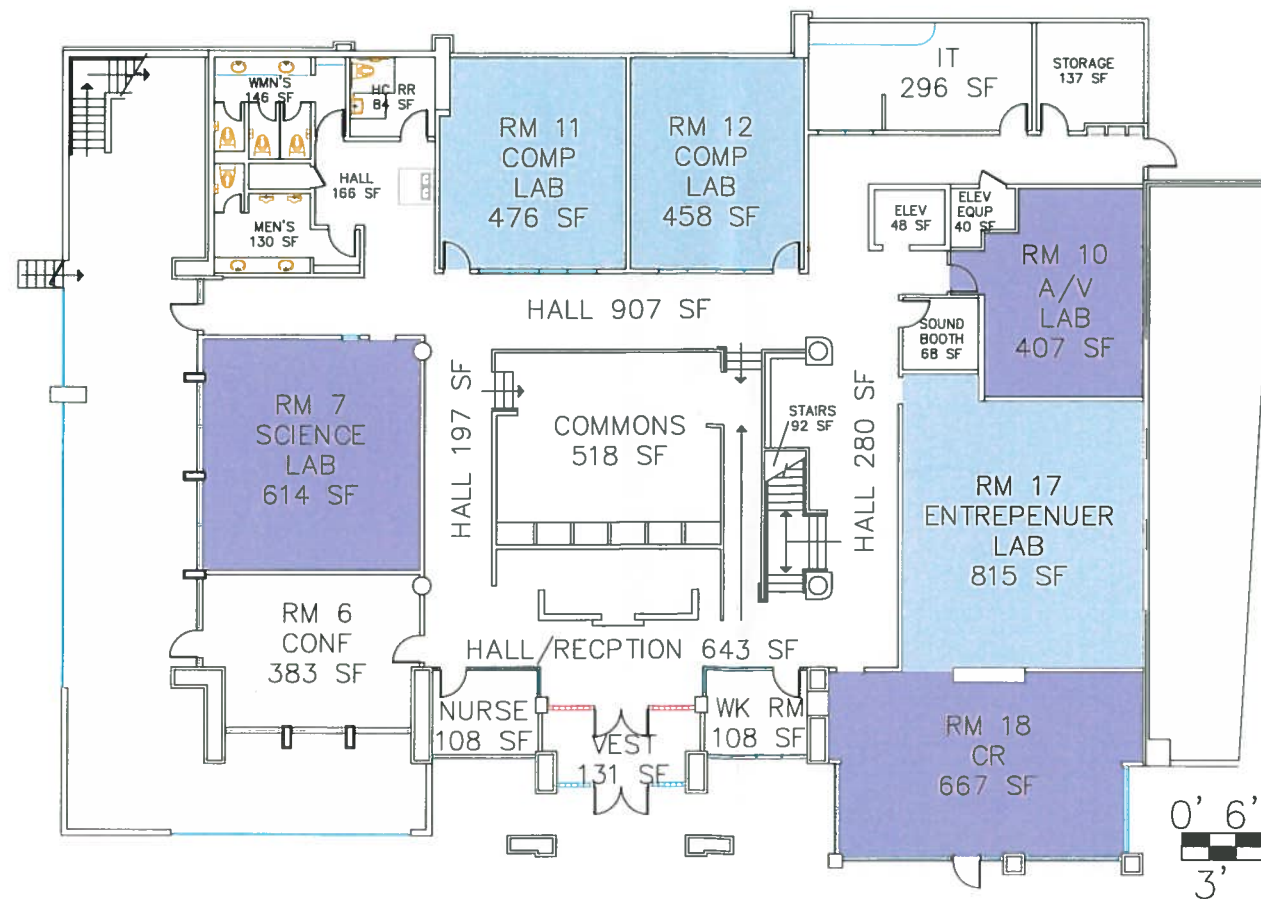 WMN'S
146 SF
HC RR
84 SF
RM 11
COMP
LAB
476 SF
RM 12
COMP
LAB
458 SF
IT
296 SF
STORAGE
137 SF
HALL
166 SF
MEN'S
130 SF
ELEV
48 SF
ELEV
EQUP
40 SF
RM 10
A/V
LAB
407 SF
HALL 907 SF
SOUND
BOOTH
68 SF
RM 7
SCIENCE
LAB
614 SF
HALL 197 SF
COMMONS
518 SF
STAIRS
92 SF
HALL 280 SF
RM 17
ENTREPENUER
LAB
815 SF
RM 6
CONF
383 SF
HALL/RECPTION 643 SF
NURSE
108 SF
VEST
131 SF
WK RM
108 SF
RM 18
CR
667 SF
0' 6'
3'